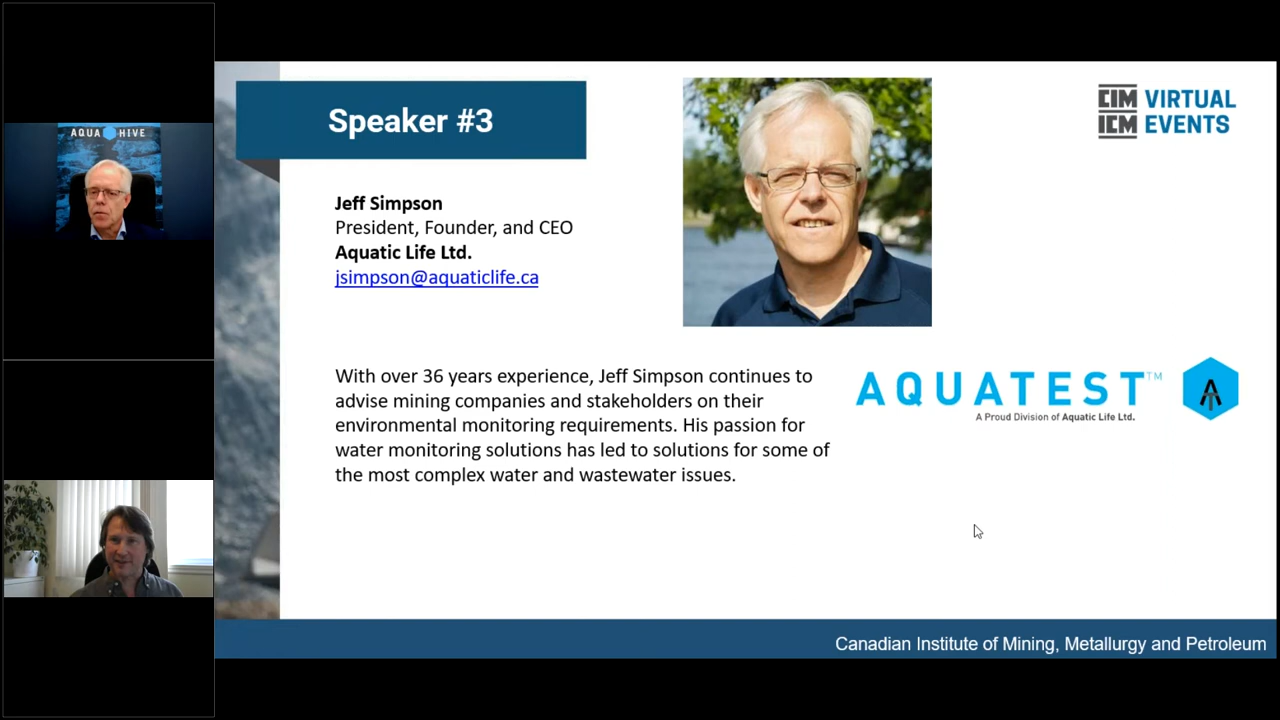 AQUA HIVE
Speaker #3
CIM
ICM
VIRTUAL
EVENTS
Jeff Simpson
President, Founder, and CEO
Aquatic Life Ltd.
jsimpson@aquaticlife.ca
With over 36 years experience, Jeff Simpson continues to
advise mining companies and stakeholders on their
environmental monitoring requirements. His passion for
water monitoring solutions has led to solutions for some of
the most complex water and wastewater issues.
AQUATEST™
A Proud Division of Aquatic Life Ltd.
Canadian Institute of Mining, Metallurgy and Petroleum